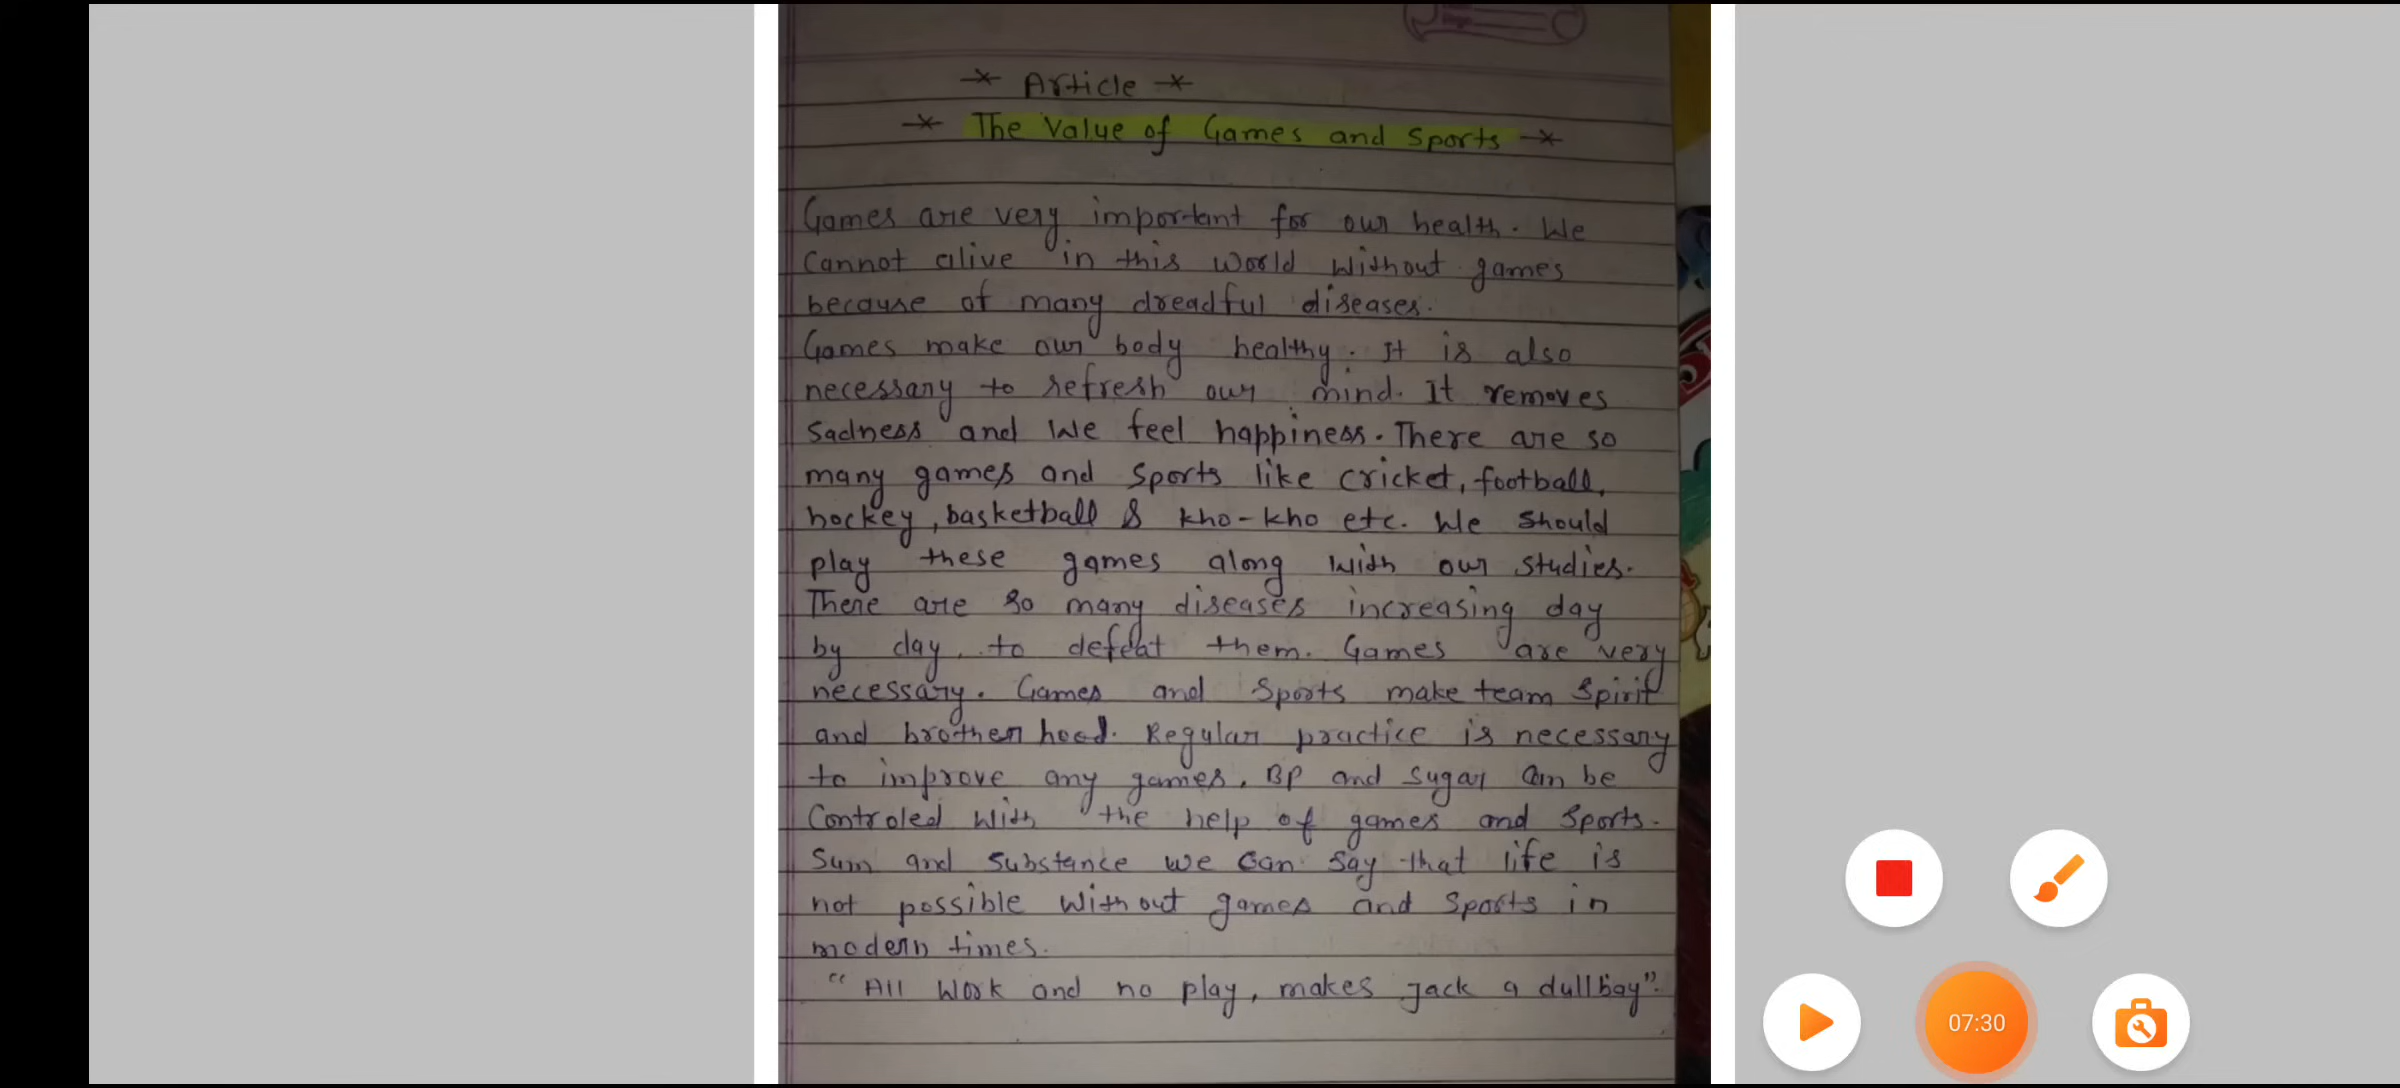 Article
The Value of Games and Sports
Games are very important for our health. We
cannot alive in this world without games
because of many dreadful diseases.
Games make our body healthy. It is also
necessary to refresh our mind. It removes
sadness and we feel happiness. There are so
many games and sports like cricket, football,
hockey, basketball & kho-kho etc. We should
play these games along with our studies.
There are so many diseases increasing day
by day, to defeat them. Games are very
necessary. Games and sports make team spirit
and brother hood. Regular practice is necessary
to improve any games, BP and sugar can be
controled with the help of games and sports.
Sum and substance we can say that life is
not possible without games and sports in
modern times.
"All work and no play, makes jack a dull boy".
07:30